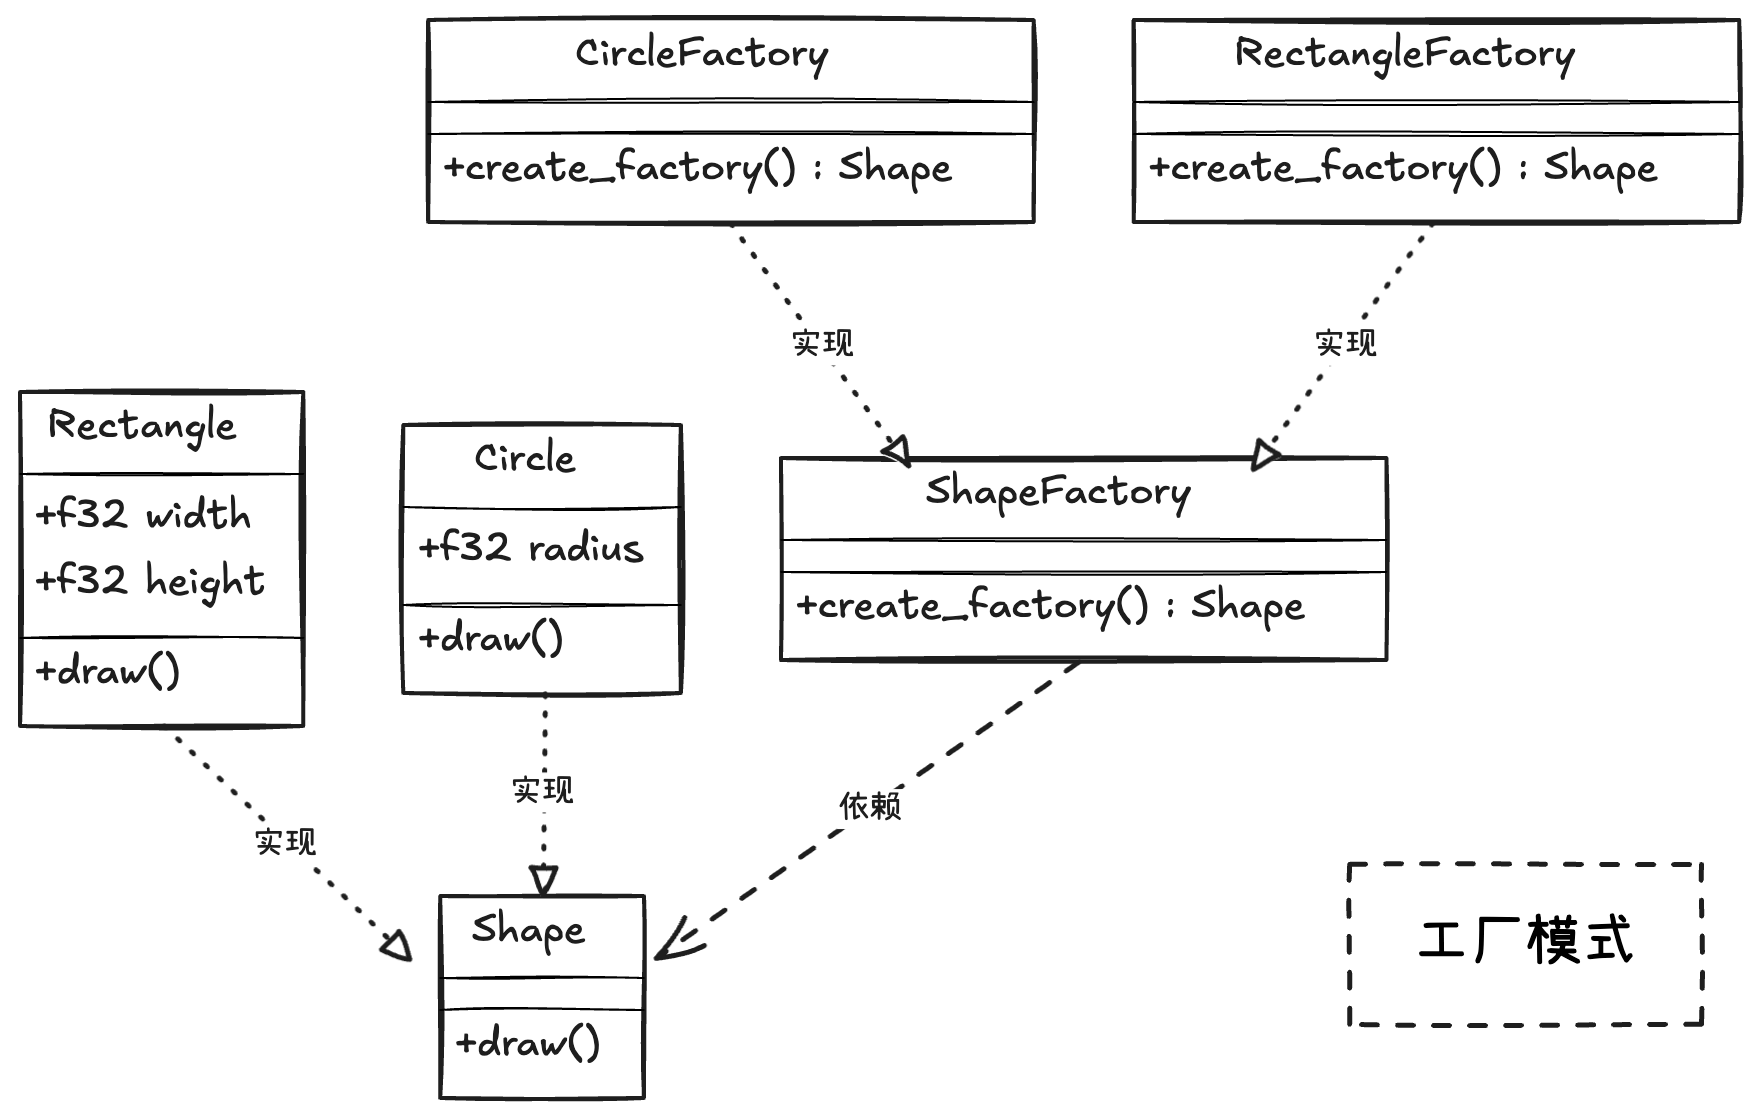 CircleFactory
+create_factory() : Shape
RectangleFactory
+create_factory() : Shape
实现
实现
Rectangle
+f32 width
+f32 height
+draw()
Circle
+f32 radius
+draw()
ShapeFactory
+create_factory() : Shape
实现
实现
依赖
Shape
+draw()
工厂模式